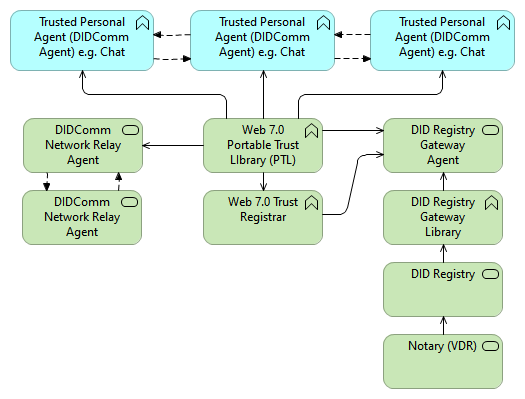 Trusted Personal
Agent (DIDComm
Agent) e.g. Chat
Trusted Personal
Agent (DIDComm
Agent) e.g. Chat
Trusted Personal
Agent (DIDComm
Agent) e.g. Chat
DIDComm
Network Relay
Agent
Web 7.0
Portable Trust
LIbrary (PTL)
DID Registry
Gateway
Agent
DIDComm
Network Relay
Agent
Web 7.0 Trust
Registrar
DID Registry
Gateway
Library
DID Registry
Notary (VDR)